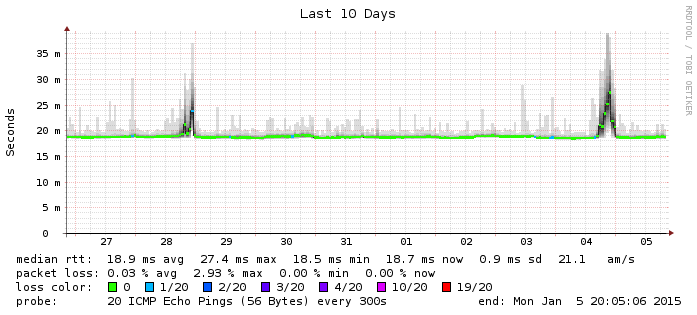 Last 10 Days
RRDTOOL / TOBI OETIKER
Seconds
35 m
30 m
25 m
20 m
15 m
10 m
5 m
0
27 28 29 30 31 01 02 03 04 05
median rtt: 18.9 ms avg 27.4 ms max 18.5 ms min 18.7 ms now 0.9 ms sd 21.1 am/s
packet loss: 0.03 % avg 2.93 % max 0.00 % min 0.00 % now
loss color: 0 1/20 2/20 3/20 4/20 10/20 19/20
probe: 20 ICMP Echo Pings (56 Bytes) every 300s end: Mon Jan 5 20:05:06 2015